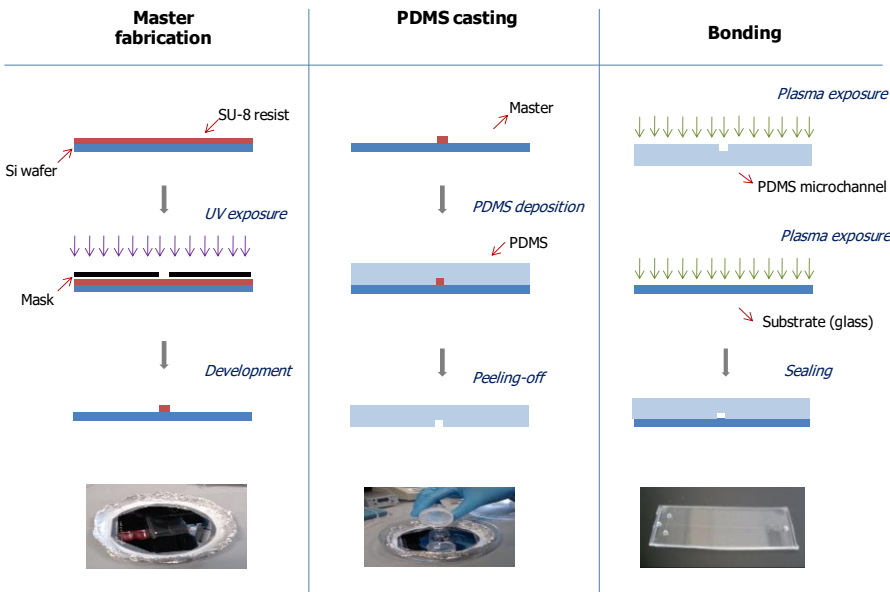 Master
fabrication
SU-8 resist
Si wafer
UV exposure
Mask
Development
PDMS casting
Master
PDMS deposition
PDMS
Peeling-off
Bonding
Plasma exposure
PDMS microchannel
Plasma exposure
Substrate (glass)
Sealing